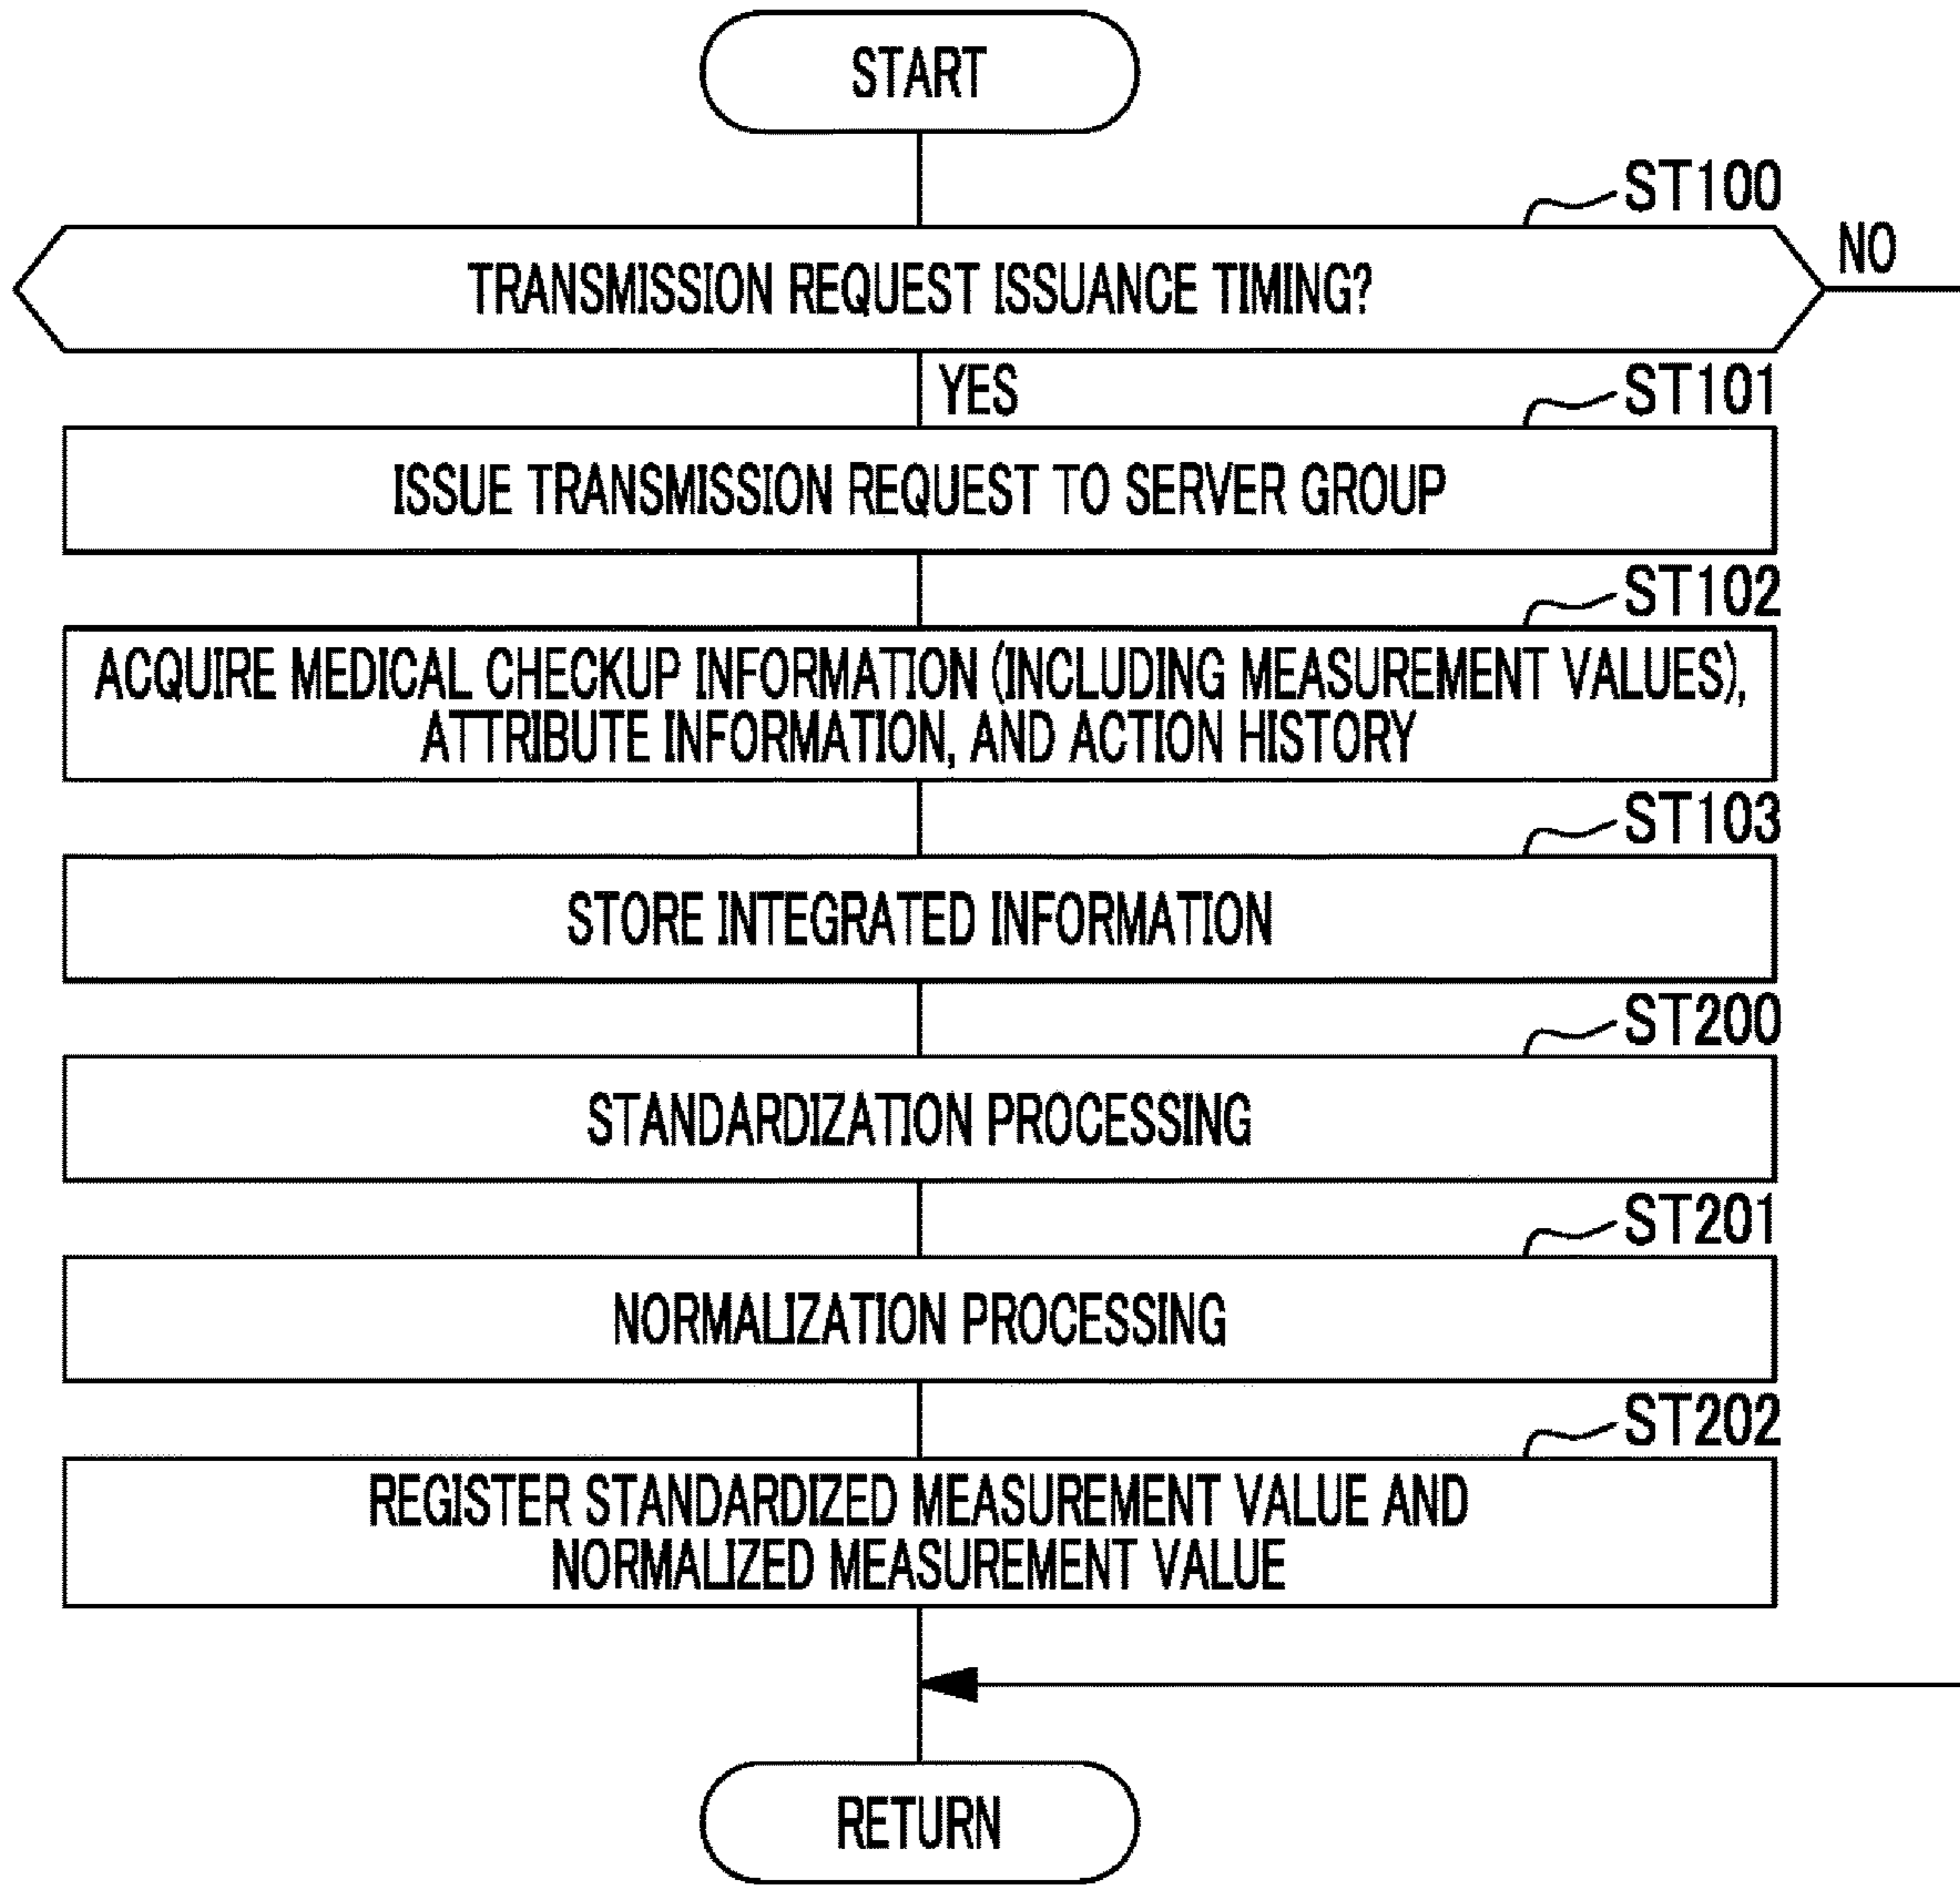 START
ST100
TRANSMISSION REQUEST ISSUANCE TIMING?
NO
YES
ST101
ISSUE TRANSMISSION REQUEST TO SERVER GROUP
ST102
ACQUIRE MEDICAL CHECKUP INFORMATION (INCLUDING MEASUREMENT VALUES),
ATTRIBUTE INFORMATION, AND ACTION HISTORY
ST103
STORE INTEGRATED INFORMATION
ST200
STANDARDIZATION PROCESSING
ST201
NORMALIZATION PROCESSING
ST202
REGISTER STANDARDIZED MEASUREMENT VALUE AND
NORMALIZED MEASUREMENT VALUE
RETURN